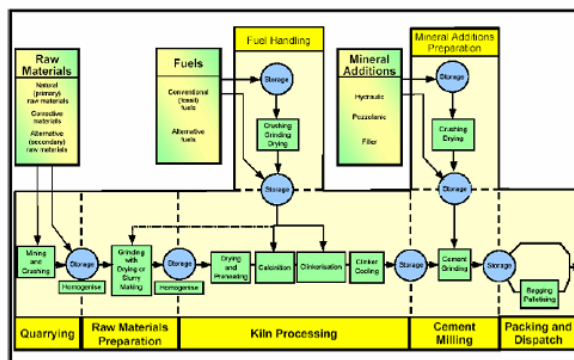 Fuel Handling
Mineral Additions
Preparation
Raw
Materials
Natural
(primary)
raw materials
Corrective
materials
Alternative
(secondary)
raw materials
Fuels
Conventional
(fossil)
fuels
Alternative
fuels
Storage
Crushing
Grinding
Drying
Storage
Mineral
Additions
Hydraulic
Pozzolanic
Filler
Storage
Crushing
Drying
Storage
Mining
and
Crushing
Storage
Homogenise
Grinding
with
Drying or
Slurry
Making
Storage
Homogenise
Drying
and
Preheating
Calcination
Clinkerisation
Clinker
Cooling
Storage
Cement
Grinding
Storage
Bagging
Palletising
Quarrying
Raw Materials
Preparation
Kiln Processing
Cement
Milling
Packing and
Dispatch